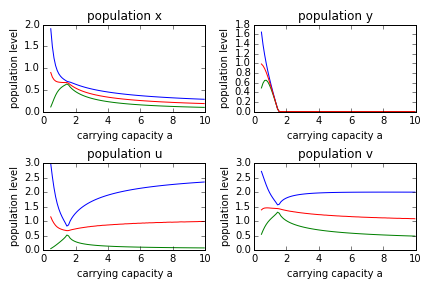 population x
population level
2.0
1.5
1.0
0.5
0.0
0 2 4 6 8 10
carrying capacity a
population y
population level
1.8
1.6
1.4
1.2
1.0
0.8
0.6
0.4
0.2
0.0
0 2 4 6 8 10
carrying capacity a
population u
population level
3.0
2.5
2.0
1.5
1.0
0.5
0.0
0 2 4 6 8 10
carrying capacity a
population v
population level
3.0
2.5
2.0
1.5
1.0
0.5
0.0
0 2 4 6 8 10
carrying capacity a